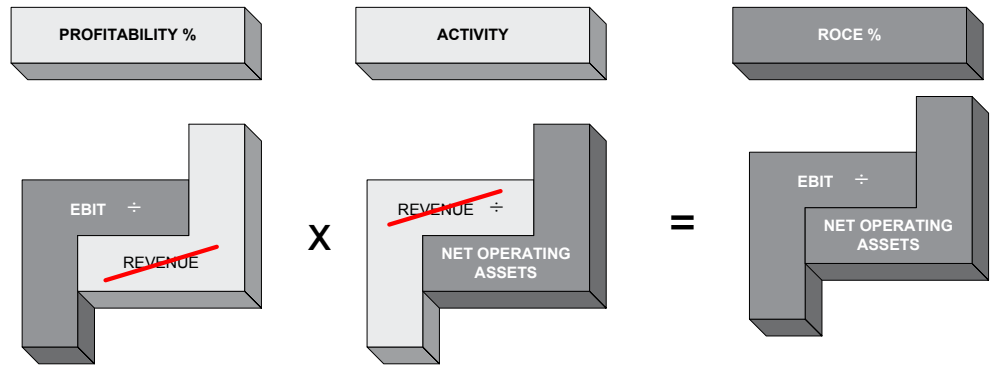 PROFITABILITY %
ACTIVITY
ROCE %
EBIT ÷
REVENUE
X
REVENUE ÷
NET OPERATING
ASSETS
=
EBIT ÷
NET OPERATING
ASSETS